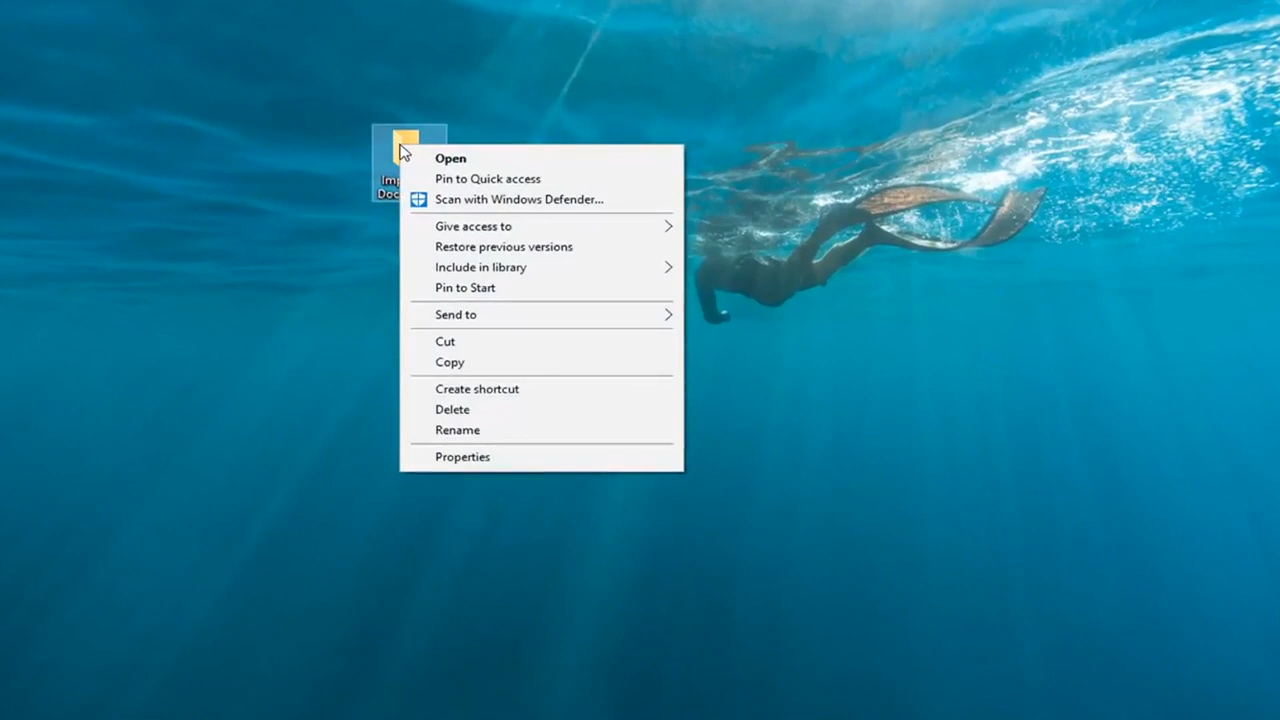 Open
Pin to Quick access
Scan with Windows Defender...
Give access to
Restore previous versions
Include in library
Pin to Start
Send to
Cut
Copy
Create shortcut
Delete
Rename
Properties